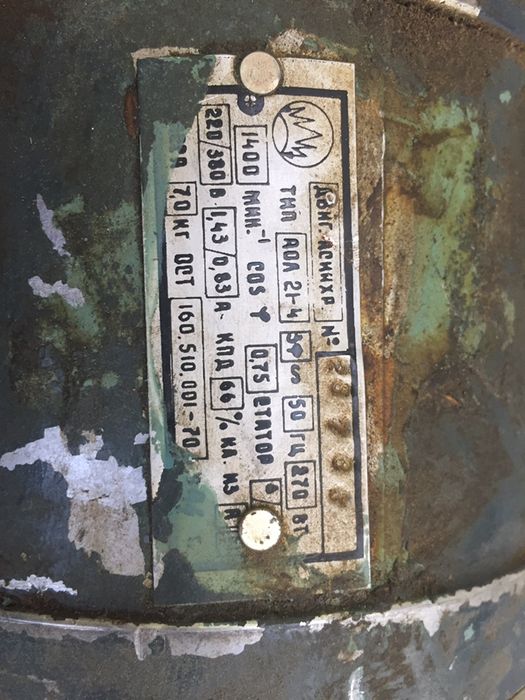 ДВИГ. АСИНХР. №
ТИП АОЛ 21-4 ∞ 50 ГЦ 270 ВТ
1400 МИН.⁻¹ COS φ 0,75 СТАТОР
220/380 В. 1,43/0,83 А. КПД 66 % КЛ. ИЗ
7,0 КГ ОСТ 160.510.001-70